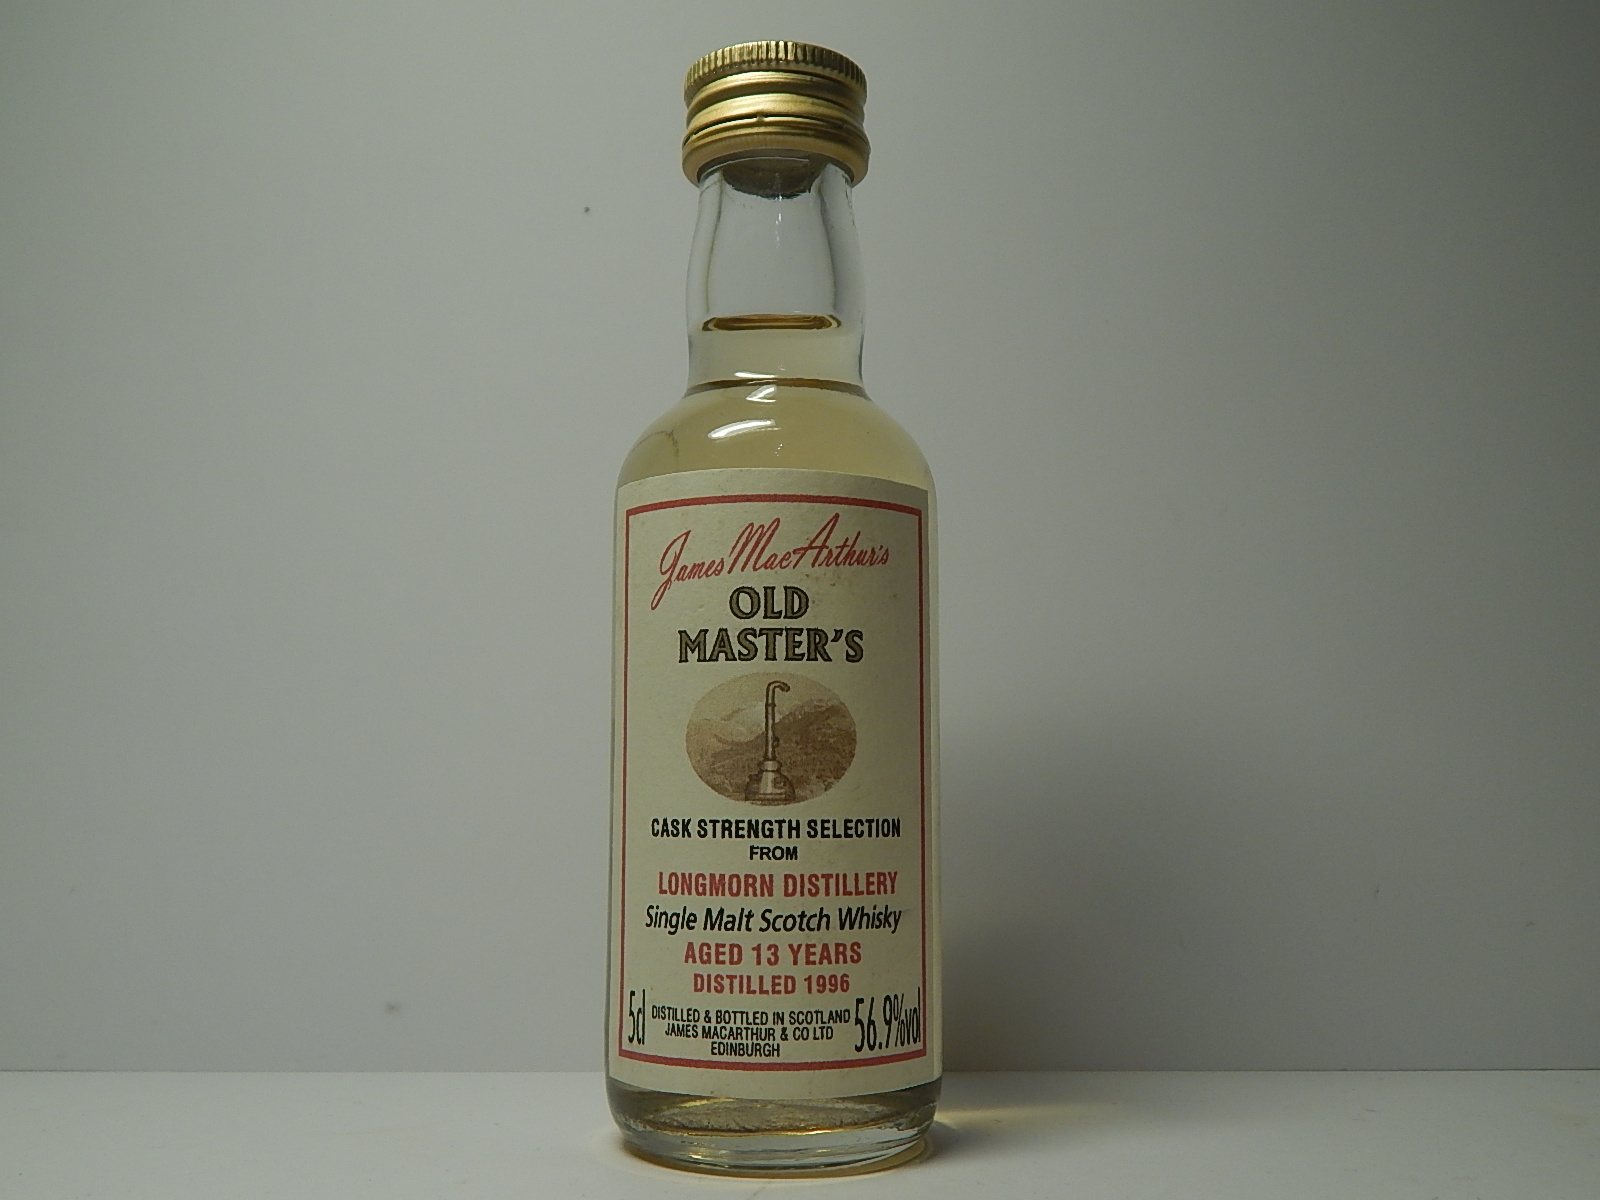 James MacArthur's
OLD
MASTER'S
CASK STRENGTH SELECTION
FROM
LONGMORN DISTILLERY
Single Malt Scotch Whisky
AGED 13 YEARS
DISTILLED 1996
5cl DISTILLED & BOTTLED IN SCOTLAND 56.9%vol
JAMES MACARTHUR & CO LTD
EDINBURGH